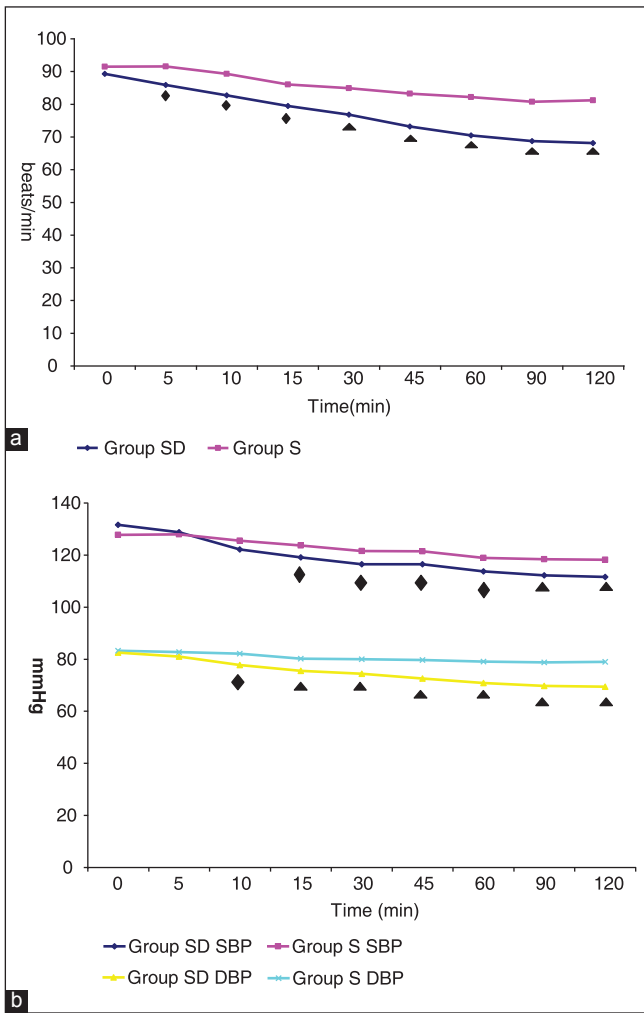 100
90
80
70
60
50
40
30
20
10
0
beats/min
0 5 10 15 30 45 60 90 120
Time(min)
a
Group SD Group S
140
120
100
80
60
40
20
0
mmHg
0 5 10 15 30 45 60 90 120
Time (min)
Group SD SBP Group S SBP
Group SD DBP Group S DBP
b